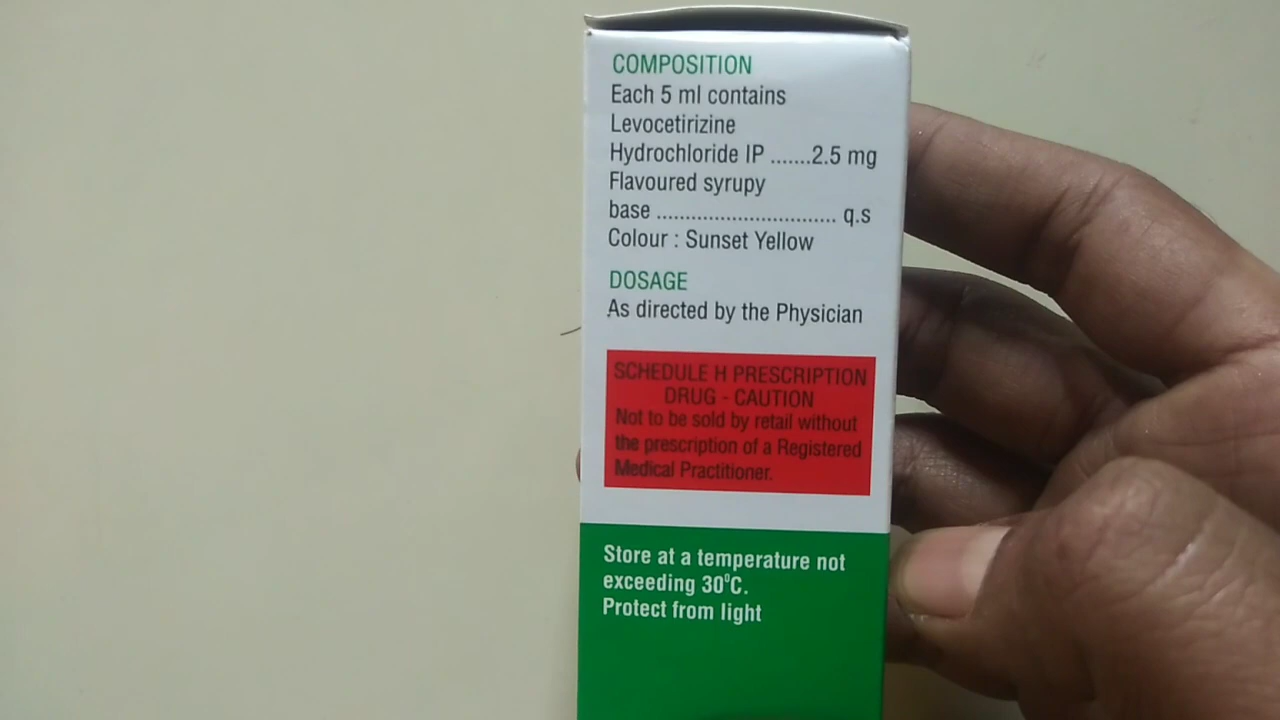 COMPOSITION
Each 5 ml contains
Levocetirizine
Hydrochloride IP .......2.5 mg
Flavoured syrupy
base ................................ q.s
Colour : Sunset Yellow
DOSAGE
As directed by the Physician
SCHEDULE H PRESCRIPTION
DRUG - CAUTION
Not to be sold by retail without
the prescription of a Registered
Medical Practitioner.
Store at a temperature not
exceeding 30⁰C.
Protect from light